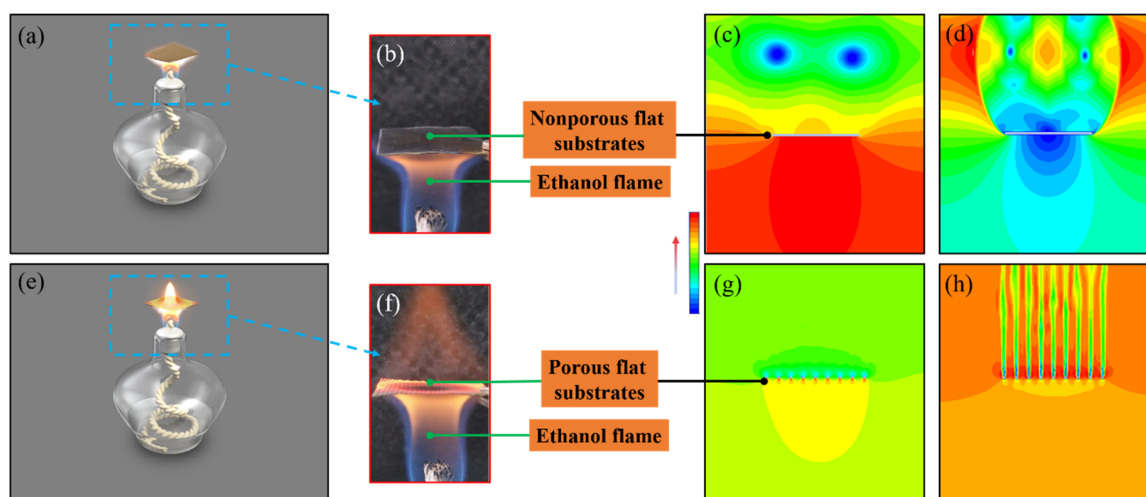 (a)
(b)
(c)
(d)
Nonporous flat
substrates
Ethanol flame
(e)
(f)
(g)
(h)
Porous flat
substrates
Ethanol flame